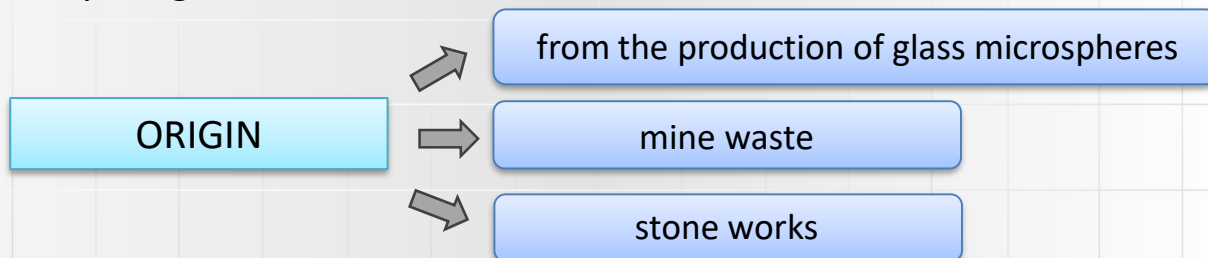 from the production of glass microspheres
ORIGIN
mine waste
stone works